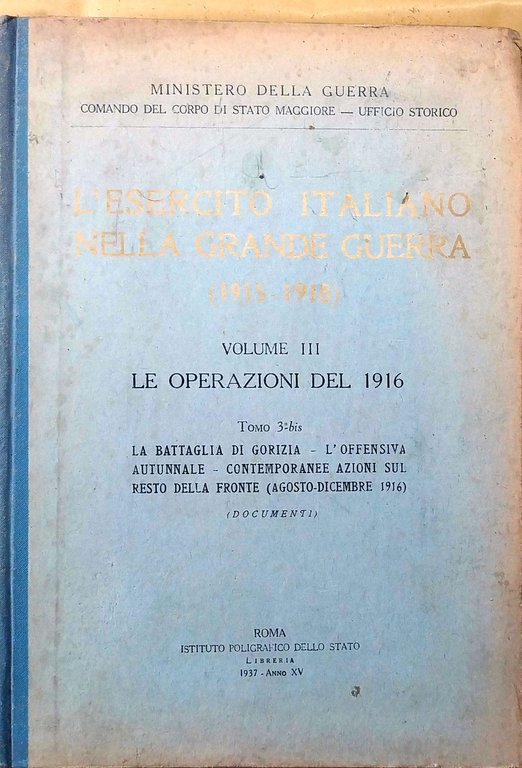 MINISTERO DELLA GUERRA
COMANDO DEL CORPO DI STATO MAGGIORE — UFFICIO STORICO
L'ESERCITO ITALIANO
NELLA GRANDE GUERRA
(1915-1918)
VOLUME III
LE OPERAZIONI DEL 1916
Tomo 3º-bis
LA BATTAGLIA DI GORIZIA - L'OFFENSIVA
AUTUNNALE - CONTEMPORANEE AZIONI SUL
RESTO DELLA FRONTE (AGOSTO-DICEMBRE 1916)
(DOCUMENTI)
ROMA
ISTITUTO POLIGRAFICO DELLO STATO
LIBRERIA
1937 - ANNO XV